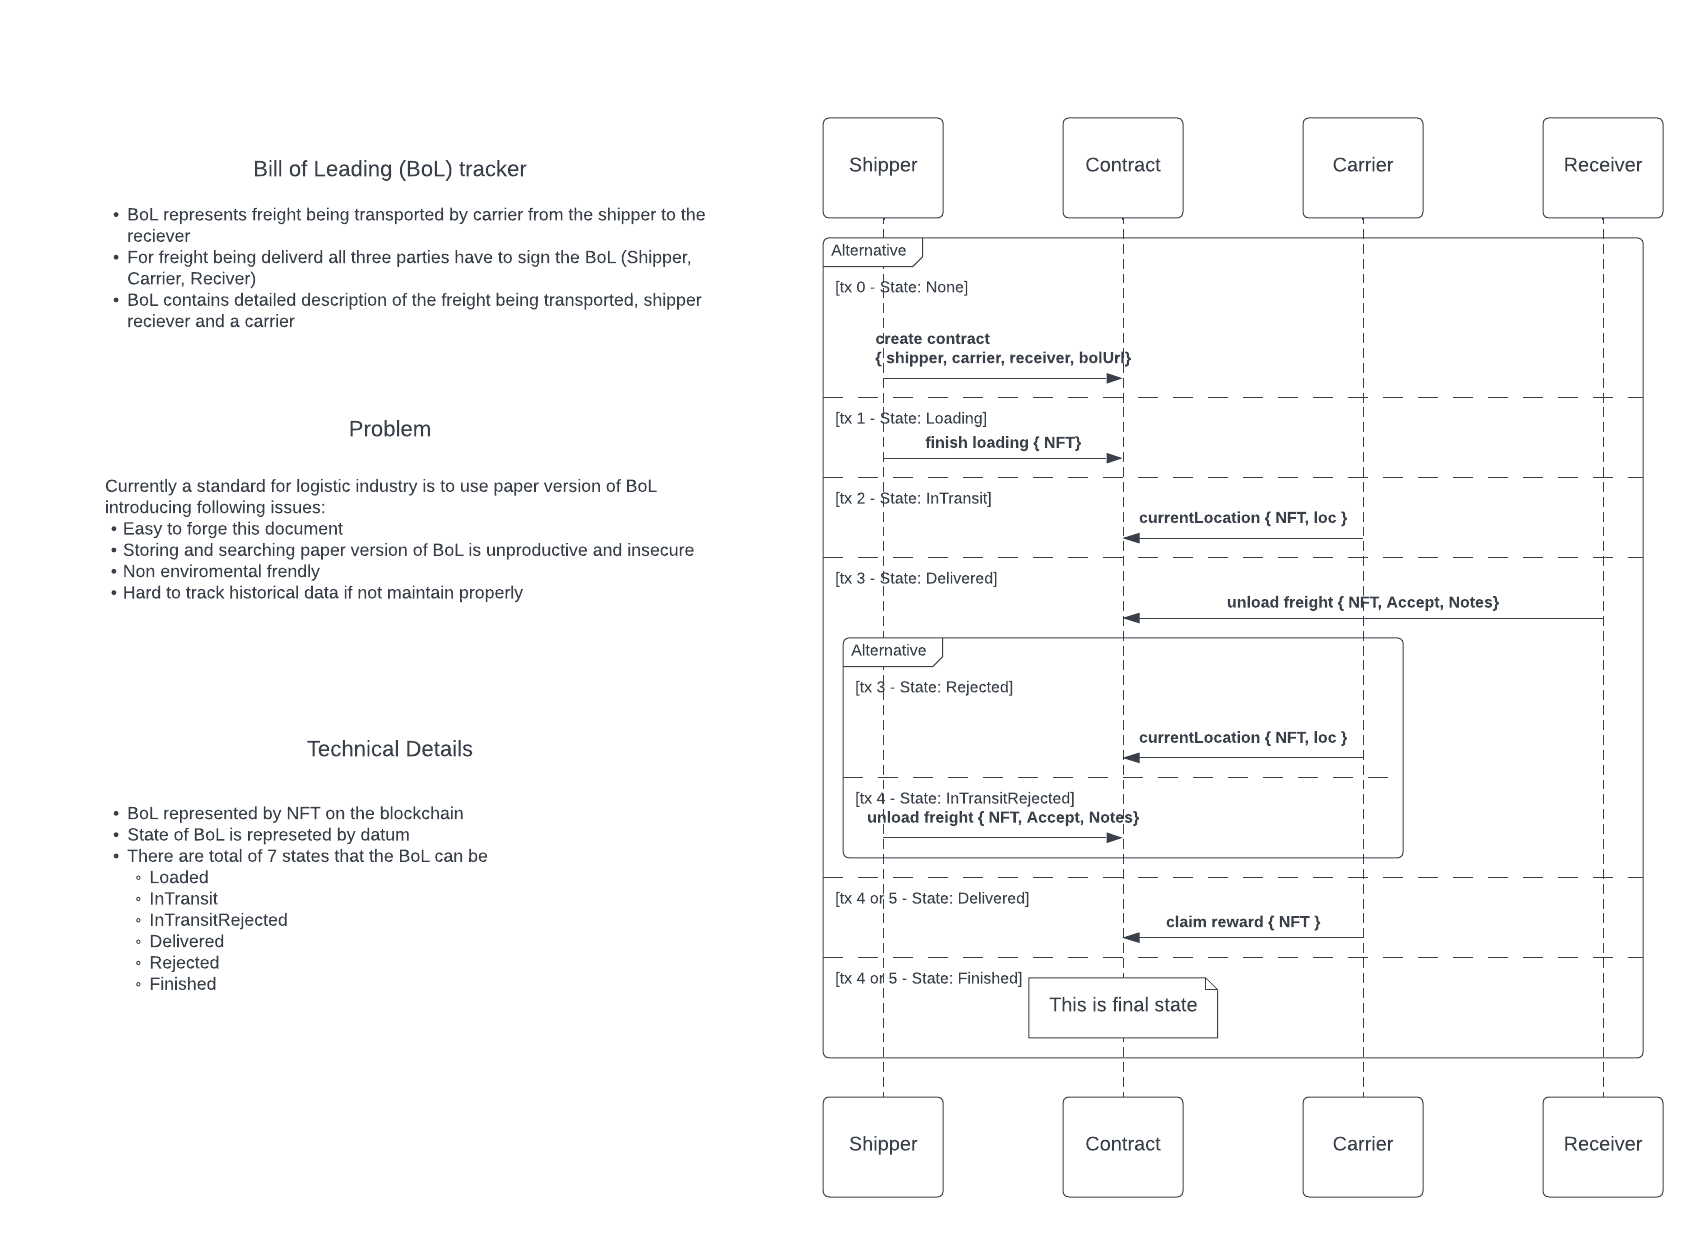 Bill of Leading (BoL) tracker
• BoL represents freight being transported by carrier from the shipper to the
reciever
• For freight being deliverd all three parties have to sign the BoL (Shipper,
Carrier, Reciver)
• BoL contains detailed description of the freight being transported, shipper
reciever and a carrier
Problem
Currently a standard for logistic industry is to use paper version of BoL
introducing following issues:
• Easy to forge this document
• Storing and searching paper version of BoL is unproductive and insecure
• Non enviromental frendly
• Hard to track historical data if not maintain properly
Technical Details
• BoL represented by NFT on the blockchain
• State of BoL is represeted by datum
• There are total of 7 states that the BoL can be
◦ Loaded
◦ InTransit
◦ InTransitRejected
◦ Delivered
◦ Rejected
◦ Finished
Shipper
Contract
Carrier
Receiver
Alternative
[tx 0 - State: None]
create contract
{ shipper, carrier, receiver, bolUrl}
[tx 1 - State: Loading]
finish loading { NFT}
[tx 2 - State: InTransit]
currentLocation { NFT, loc }
[tx 3 - State: Delivered]
unload freight { NFT, Accept, Notes}
Alternative
[tx 3 - State: Rejected]
currentLocation { NFT, loc }
[tx 4 - State: InTransitRejected]
unload freight { NFT, Accept, Notes}
[tx 4 or 5 - State: Delivered]
claim reward { NFT }
[tx 4 or 5 - State: Finished]
This is final state
Shipper
Contract
Carrier
Receiver